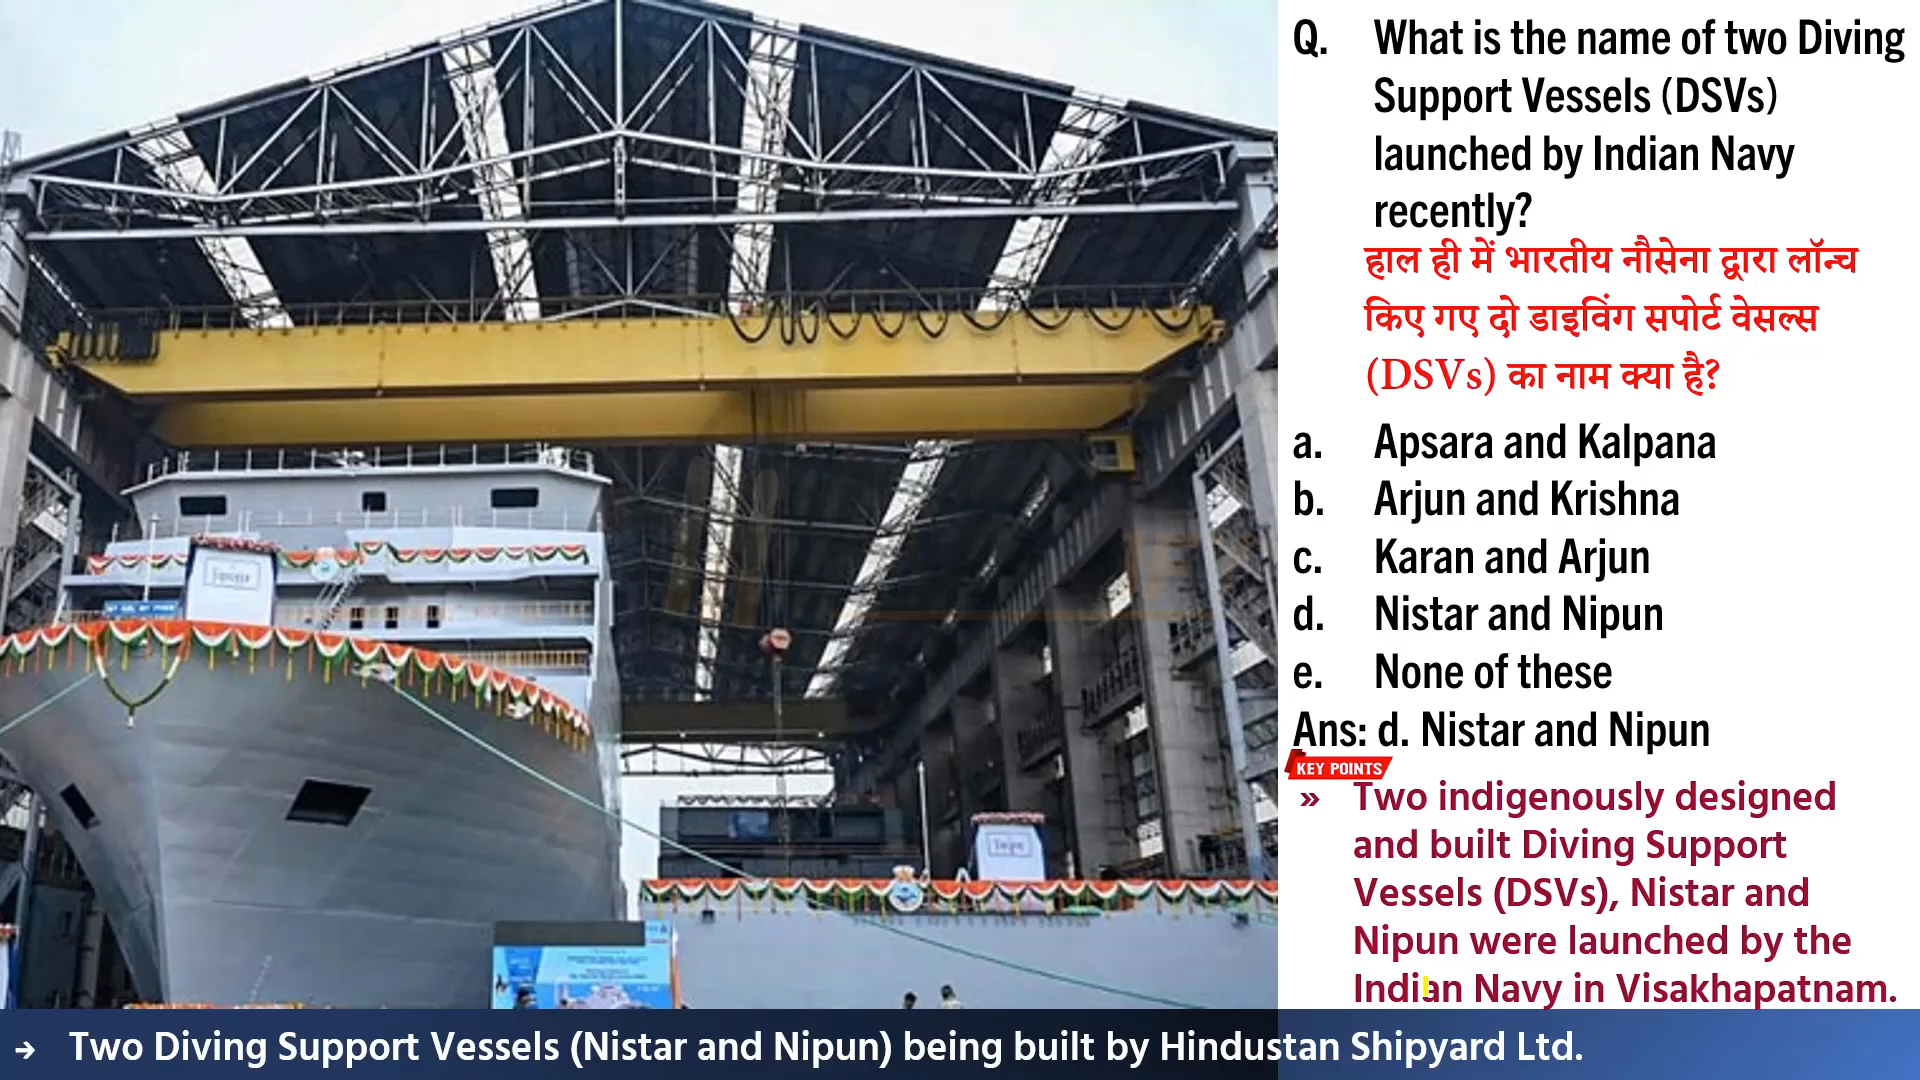 Q. What is the name of two Diving
Support Vessels (DSVs)
launched by Indian Navy
recently?
हाल ही में भारतीय नौसेना द्वारा लॉन्च
किए गए दो डाइविंग सपोर्ट वेसल्स
(DSVs) का नाम क्या है?
a. Apsara and Kalpana
b. Arjun and Krishna
c. Karan and Arjun
d. Nistar and Nipun
e. None of these
Ans: d. Nistar and Nipun
KEY POINTS
» Two indigenously designed
and built Diving Support
Vessels (DSVs), Nistar and
Nipun were launched by the
Indian Navy in Visakhapatnam.
→ Two Diving Support Vessels (Nistar and Nipun) being built by Hindustan Shipyard Ltd.